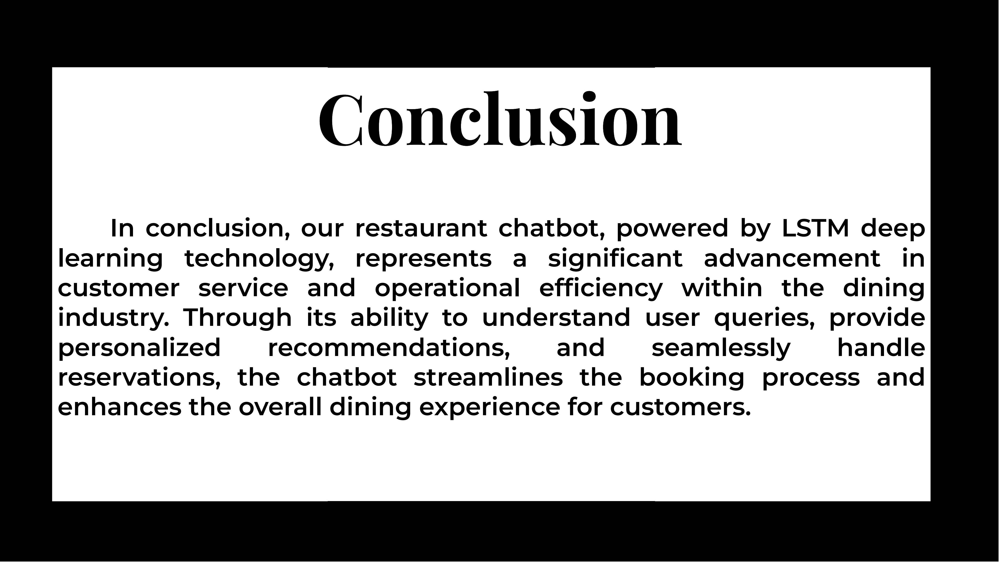 Conclusion
In conclusion, our restaurant chatbot, powered by LSTM deep
learning technology, represents a significant advancement in
customer service and operational efficiency within the dining
industry. Through its ability to understand user queries, provide
personalized recommendations, and seamlessly handle
reservations, the chatbot streamlines the booking process and
enhances the overall dining experience for customers.